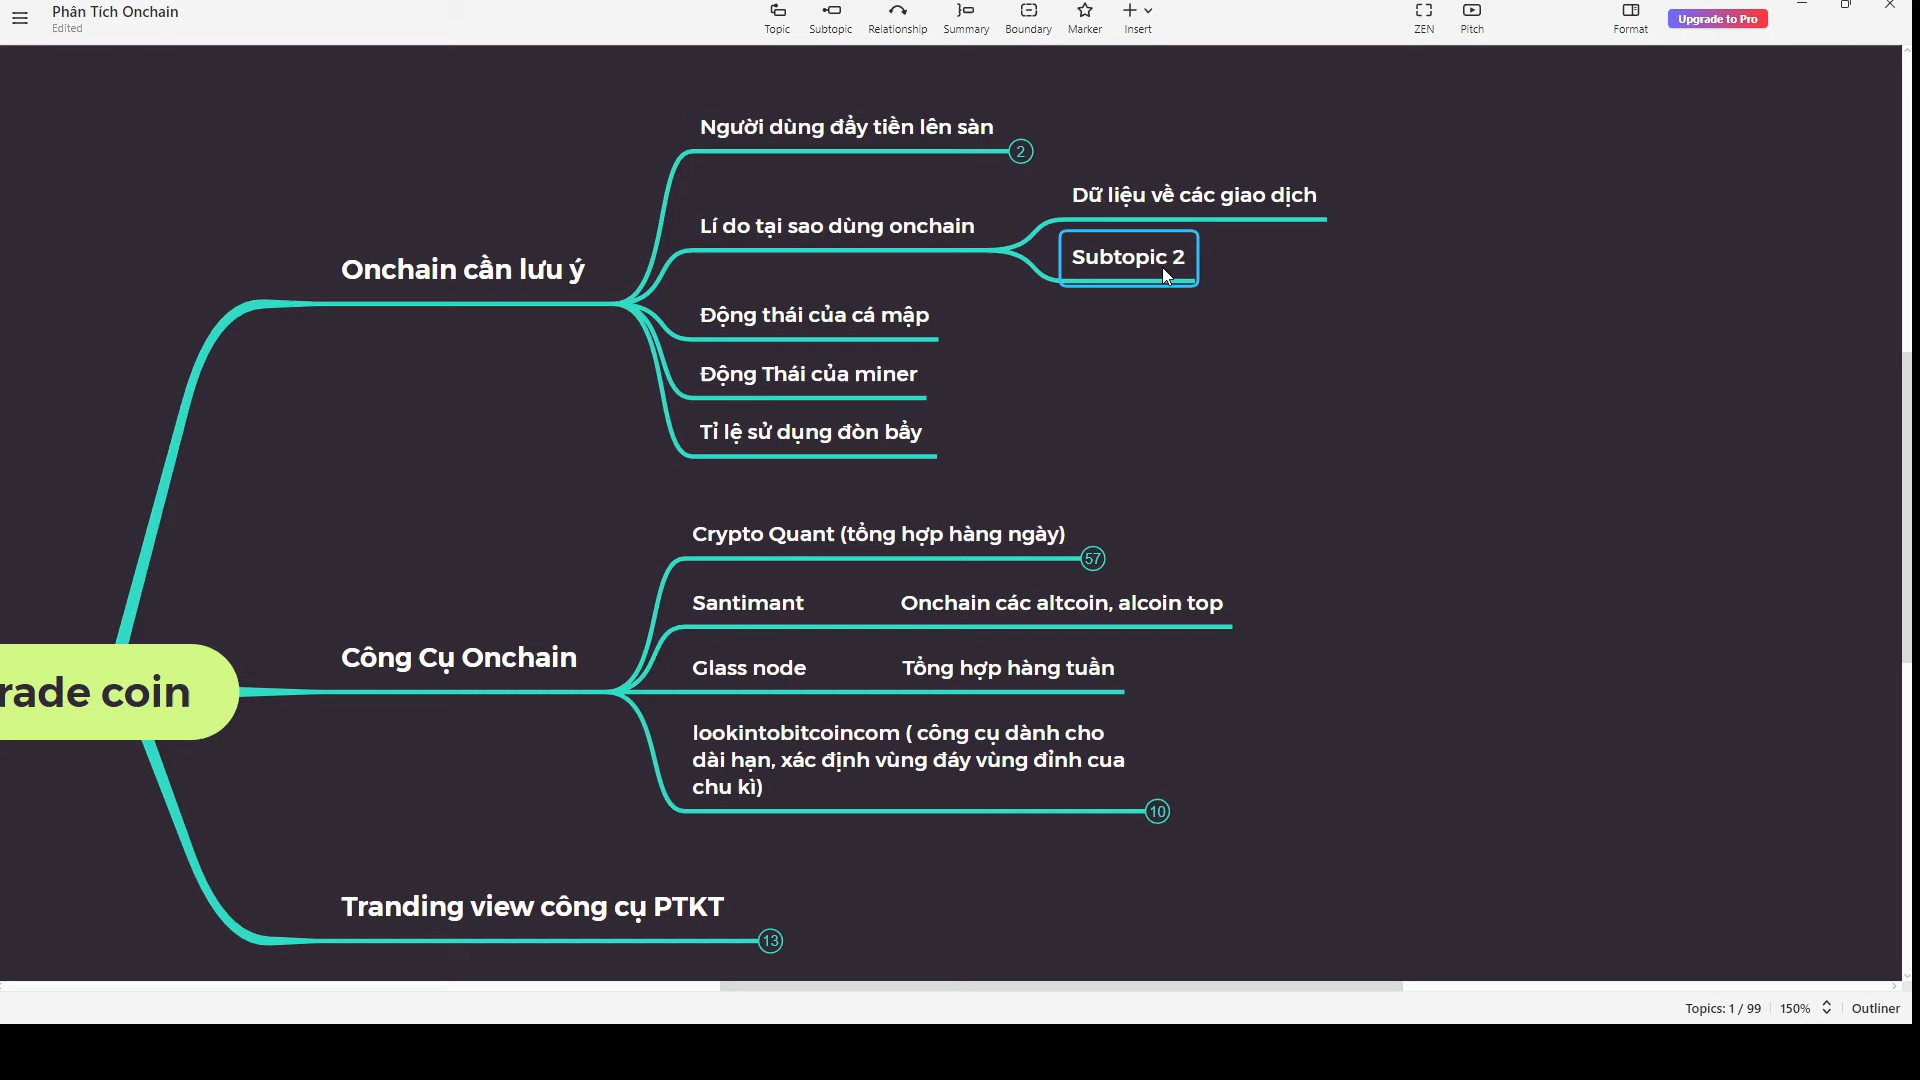 Phân Tích Onchain
Edited
Topic
Subtopic
Relationship
Summary
Boundary
Marker
Insert
ZEN
Pitch
Format
Upgrade to Pro
Người dùng đẩy tiền lên sàn
2
Dữ liệu về các giao dịch
Lí do tại sao dùng onchain
Subtopic 2
Onchain cần lưu ý
Động thái của cá mập
Động Thái của miner
Tỉ lệ sử dụng đòn bẩy
Crypto Quant (tổng hợp hàng ngày)
57
Santimant
Onchain các altcoin, alcoin top
Công Cụ Onchain
Glass node
Tổng hợp hàng tuần
rade coin
lookintobitcoincom ( công cụ dành cho
dài hạn, xác định vùng đáy vùng đỉnh cua
chu kì)
10
Tranding view công cụ PTKT
13
Topics: 1 / 99
150%
Outliner